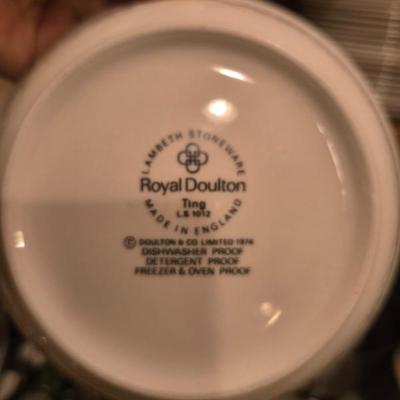 LAMBETH STONEWARE
Royal Doulton
Ting
L.S. 1012
MADE IN ENGLAND
© DOULTON & CO. LIMITED 1974
DISHWASHER PROOF
DETERGENT PROOF
FREEZER & OVEN PROOF